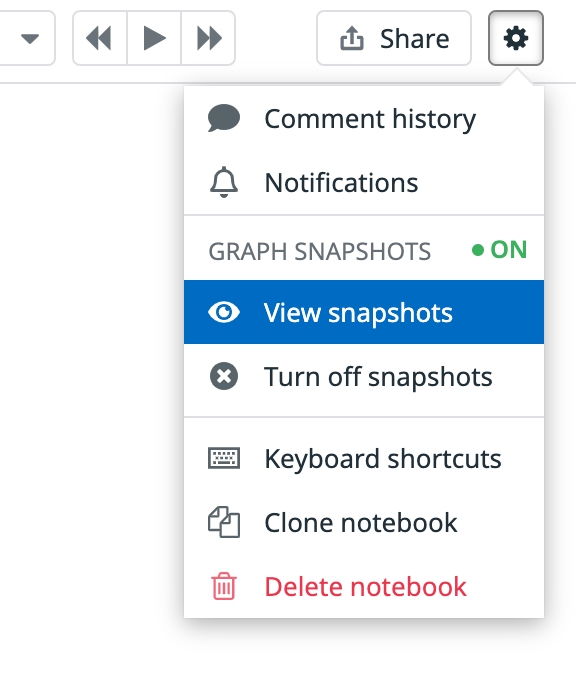 Share
Comment history
Notifications
GRAPH SNAPSHOTS ON
View snapshots
Turn off snapshots
Keyboard shortcuts
Clone notebook
Delete notebook